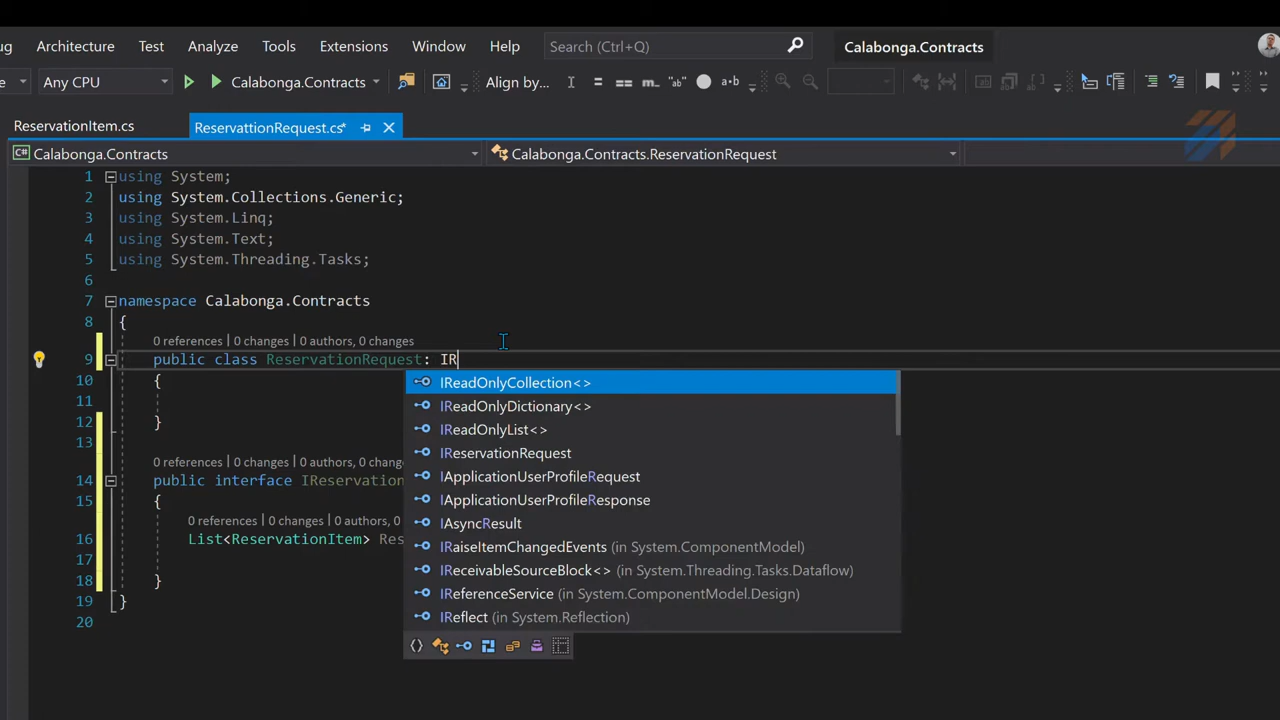 ug Architecture Test Analyze Tools Extensions Window Help Search (Ctrl+Q) Calabonga.Contracts
e Any CPU Calabonga.Contracts Align by... "ab" a·b
ReservationItem.cs ReservattionRequest.cs*
C# Calabonga.Contracts Calabonga.Contracts.ReservationRequest
1 using System;
2 using System.Collections.Generic;
3 using System.Linq;
4 using System.Text;
5 using System.Threading.Tasks;
6
7 namespace Calabonga.Contracts
8 {
0 references | 0 changes | 0 authors, 0 changes
9 public class ReservationRequest: IR
10 {
11
12 }
13
0 references | 0 changes | 0 authors, 0 chang
14 public interface IReservation
15 {
0 references | 0 changes | 0 authors, 0
16 List<ReservationItem> Res
17
18 }
19 }
20
IReadOnlyCollection<>
IReadOnlyDictionary<>
IReadOnlyList<>
IReservationRequest
IApplicationUserProfileRequest
IApplicationUserProfileResponse
IAsyncResult
IRaiseItemChangedEvents (in System.ComponentModel)
IReceivableSourceBlock<> (in System.Threading.Tasks.Dataflow)
IReferenceService (in System.ComponentModel.Design)
IReflect (in System.Reflection)